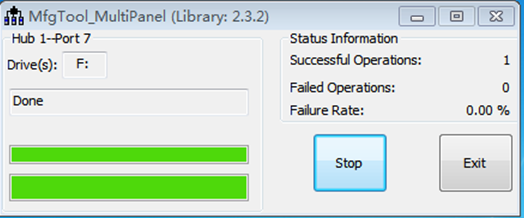 MfgTool_MultiPanel (Library: 2.3.2)
Hub 1--Port 7
Drive(s): F:
Done
Status Information
Successful Operations: 1
Failed Operations: 0
Failure Rate: 0.00 %
Stop
Exit